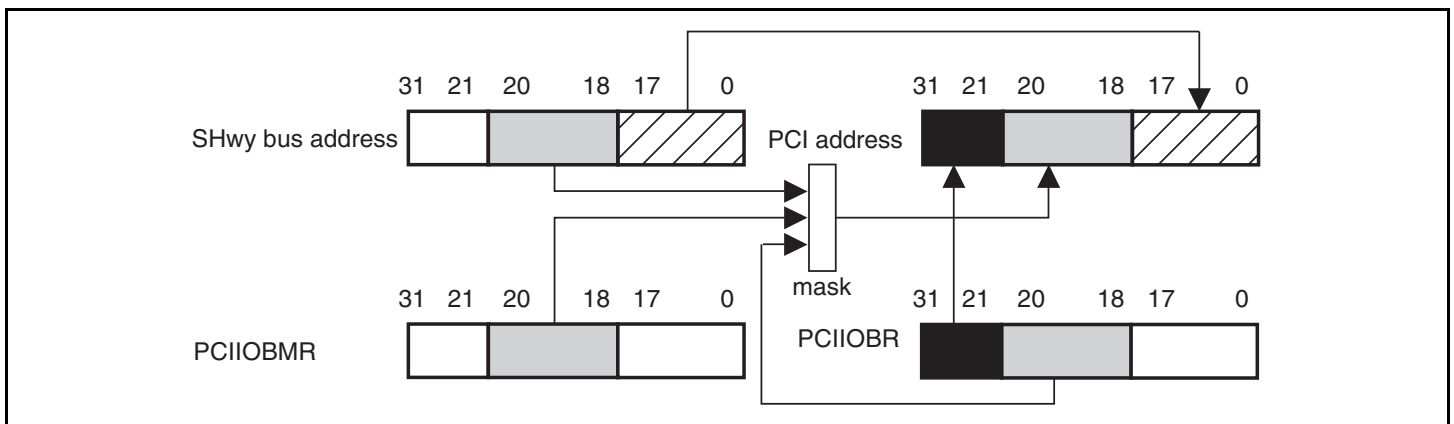 31 21 20 18 17 0
SHwy bus address
31 21 20 18 17 0
PCI address
mask
31 21 20 18 17 0
PCIIOBMR
31 21 20 18 17 0
PCIIOBR